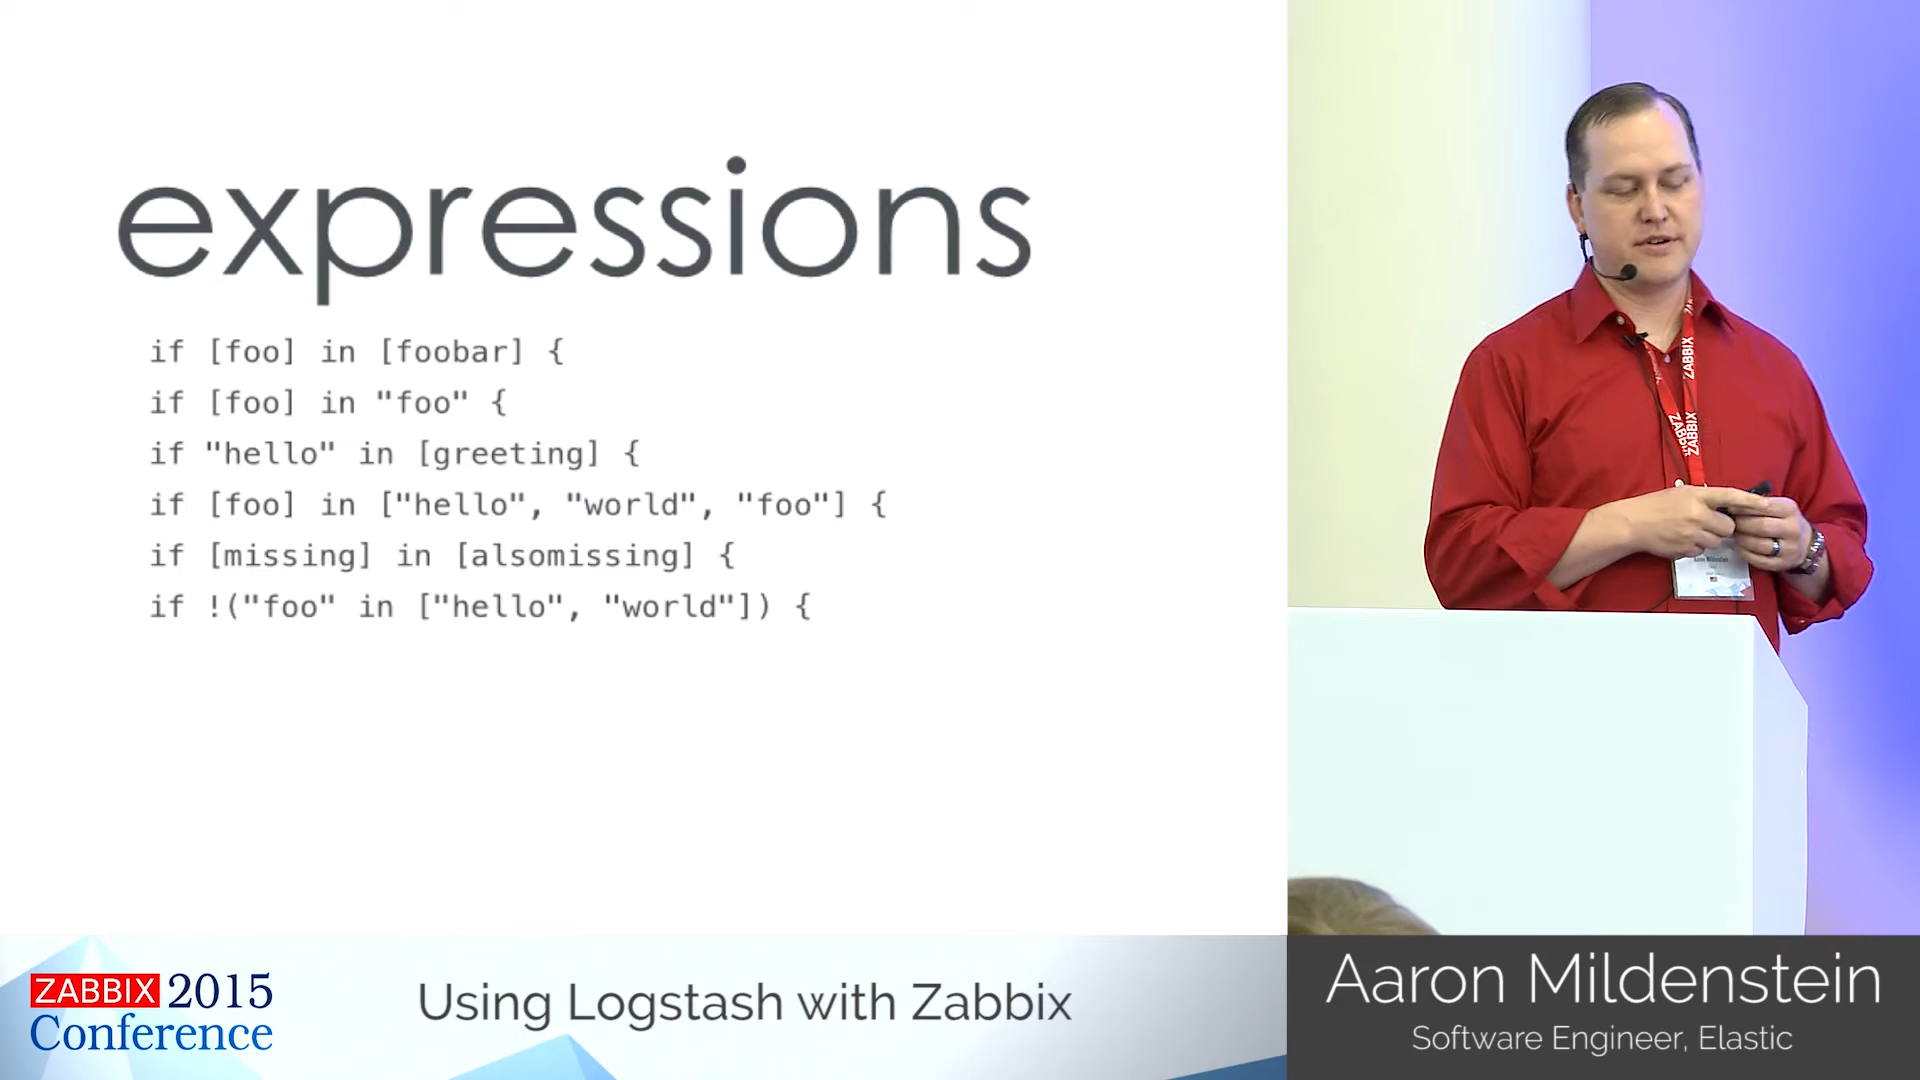 expressions
if [foo] in [foobar] {
if [foo] in "foo" {
if "hello" in [greeting] {
if [foo] in ["hello", "world", "foo"] {
if [missing] in [alsomissing] {
if !("foo" in ["hello", "world"]) {
ZABBIX
ZABBIX
ZABBIX 2015
Conference
Using Logstash with Zabbix
Aaron Mildenstein
Software Engineer, Elastic